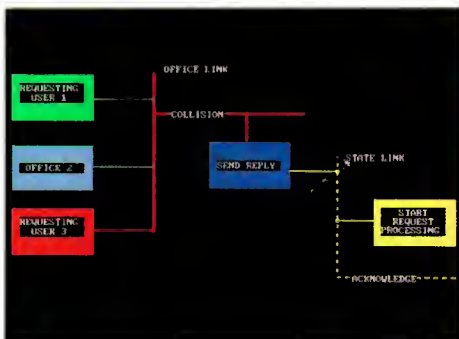 OFFICE LINK
REQUESTING
USER 1
COLLISION
OFFICE 2
SEND REPLY
STATE LINK
REQUESTING
USER 3
START
REQUEST
PROCESSING
ACKNOWLEDGE